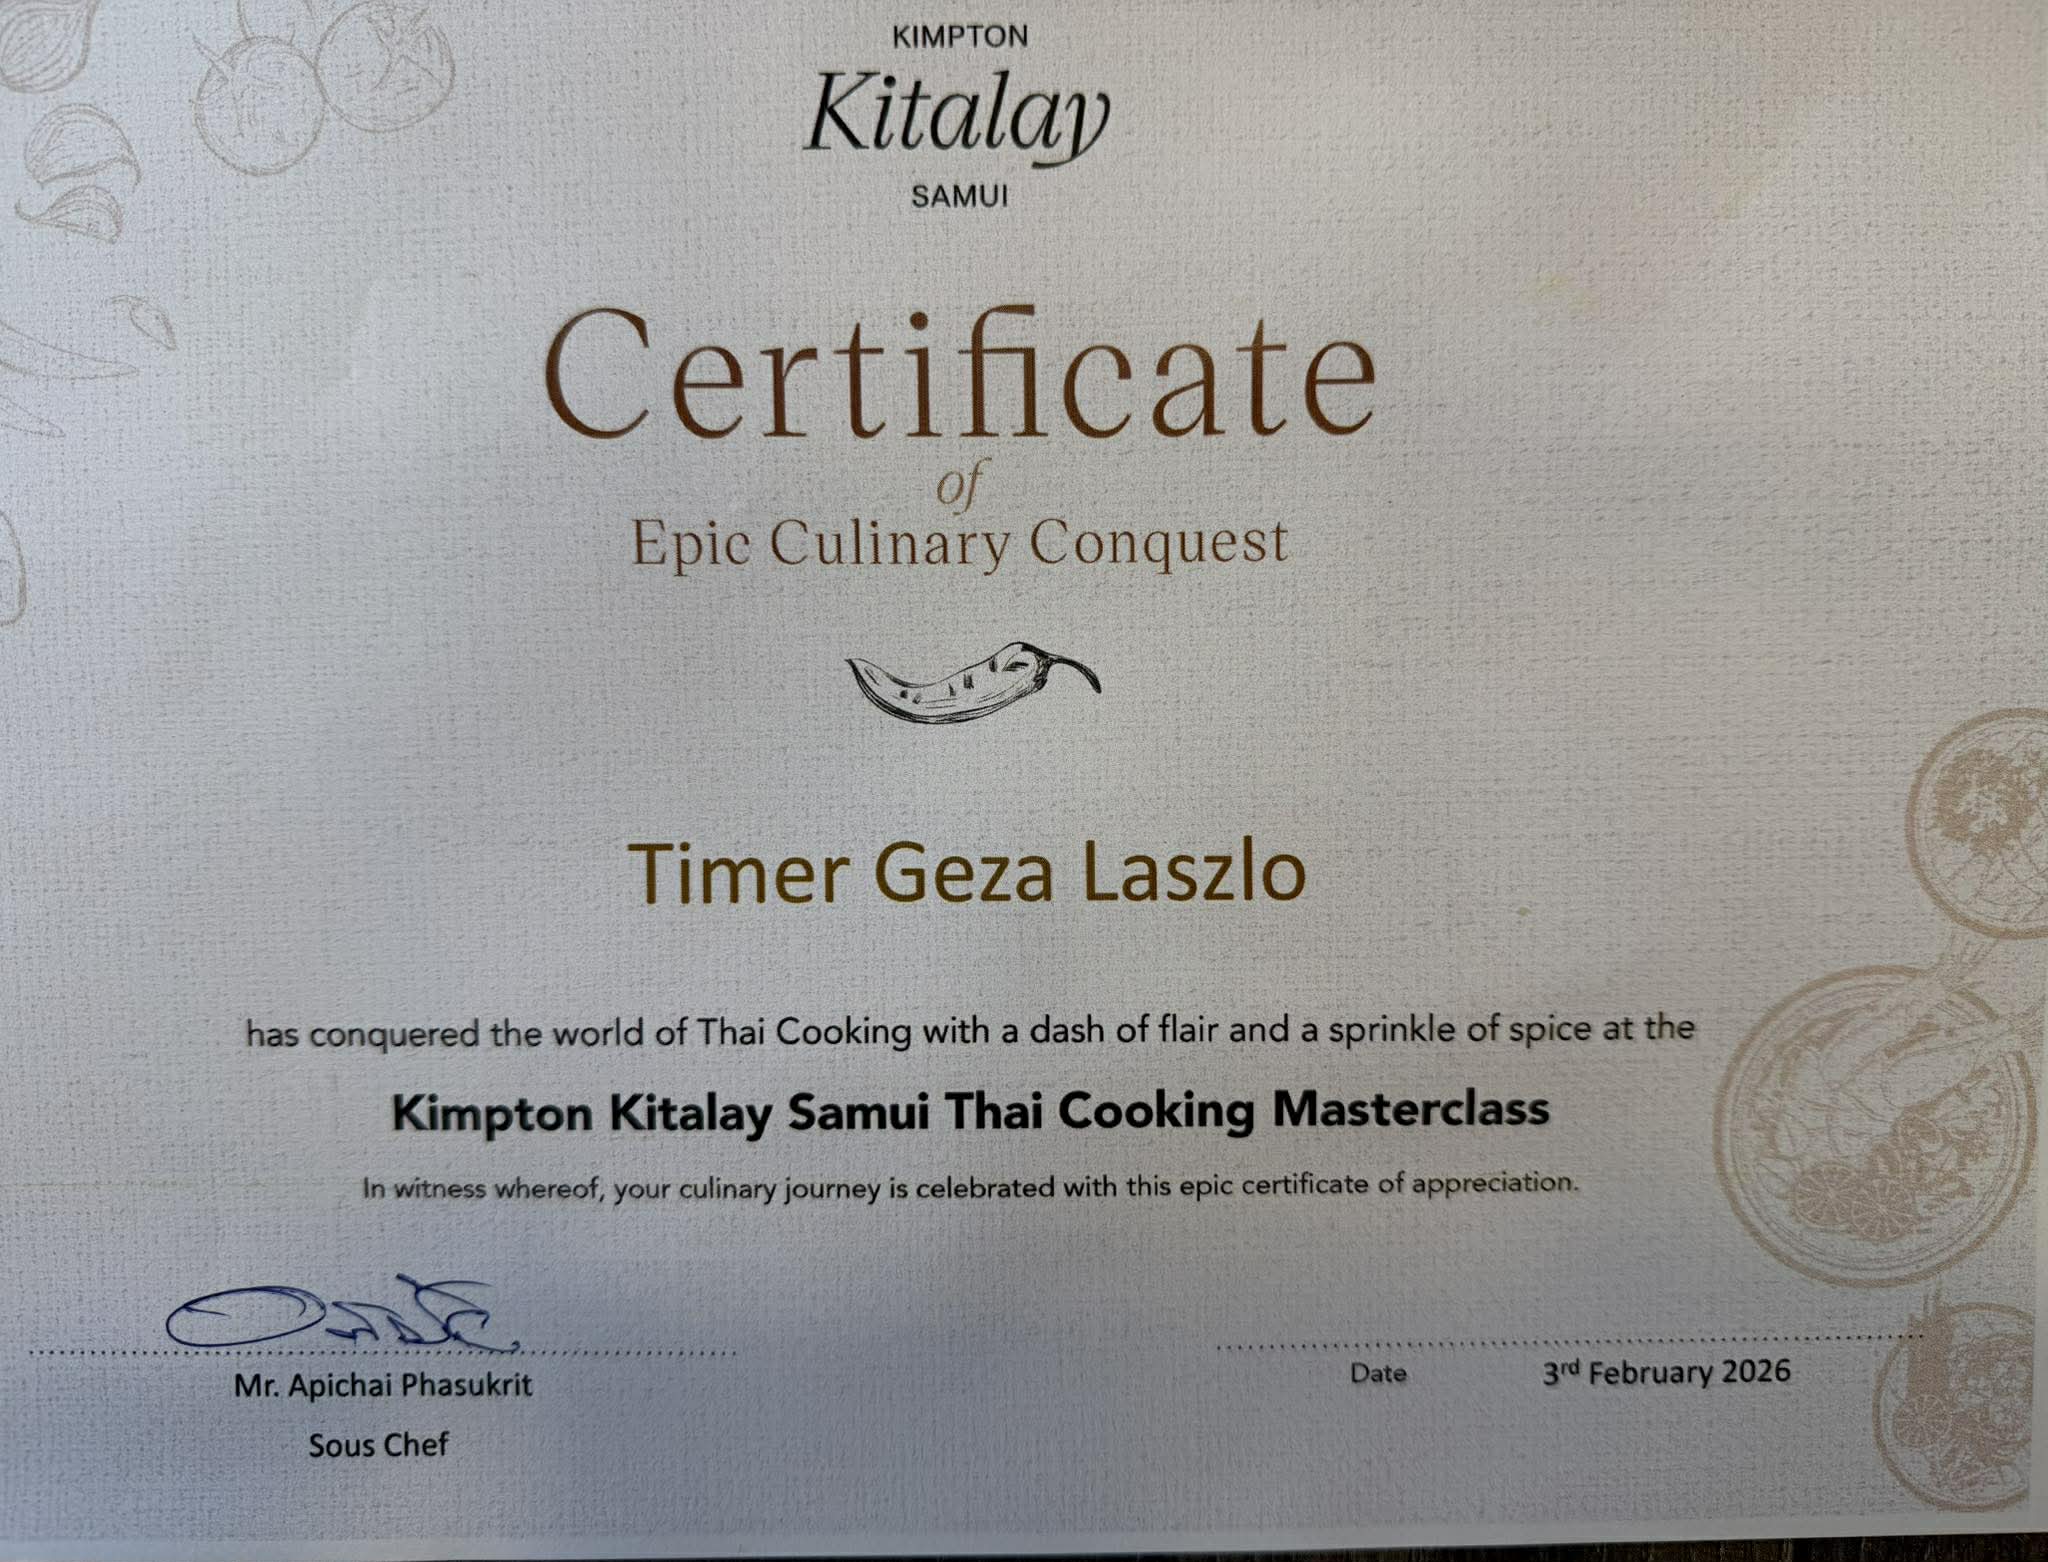 KIMPTON
Kitalay
SAMUI
Certificate
of
Epic Culinary Conquest
Timer Geza Laszlo
has conquered the world of Thai Cooking with a dash of flair and a sprinkle of spice at the
Kimpton Kitalay Samui Thai Cooking Masterclass
In witness whereof, your culinary journey is celebrated with this epic certificate of appreciation.
Mr. Apichai Phasukrit
Sous Chef
Date 3rd February 2026